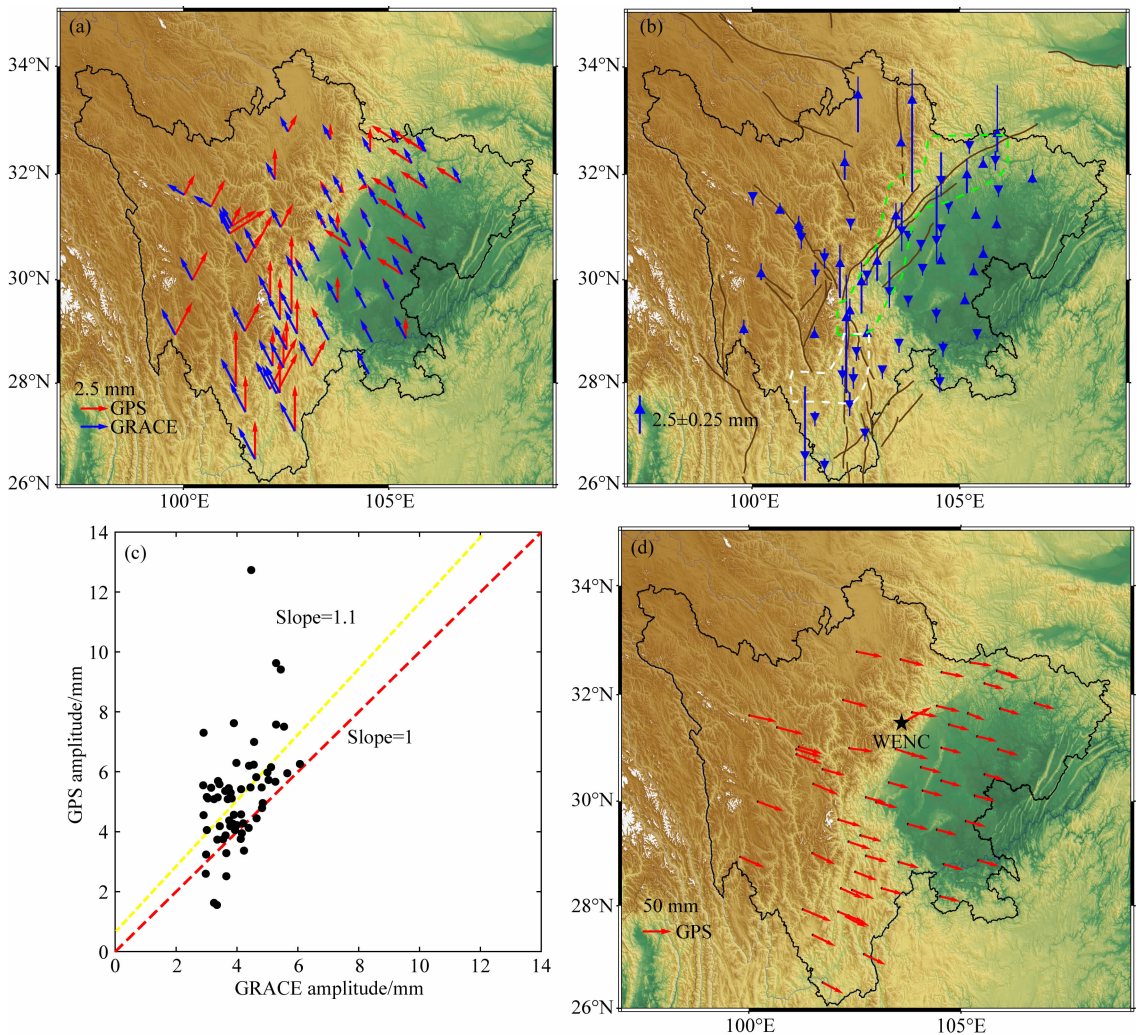 (a)
34°N
32°N
30°N
28°N
26°N
2.5 mm
GPS
GRACE
100°E
105°E
(b)
34°N
32°N
30°N
28°N
26°N
2.5±0.25 mm
100°E
105°E
(c)
14
12
10
8
6
4
2
0
GPS amplitude/mm
Slope=1.1
Slope=1
0
2
4
6
8
10
12
14
GRACE amplitude/mm
(d)
34°N
32°N
30°N
28°N
26°N
WENC
50 mm
GPS
100°E
105°E